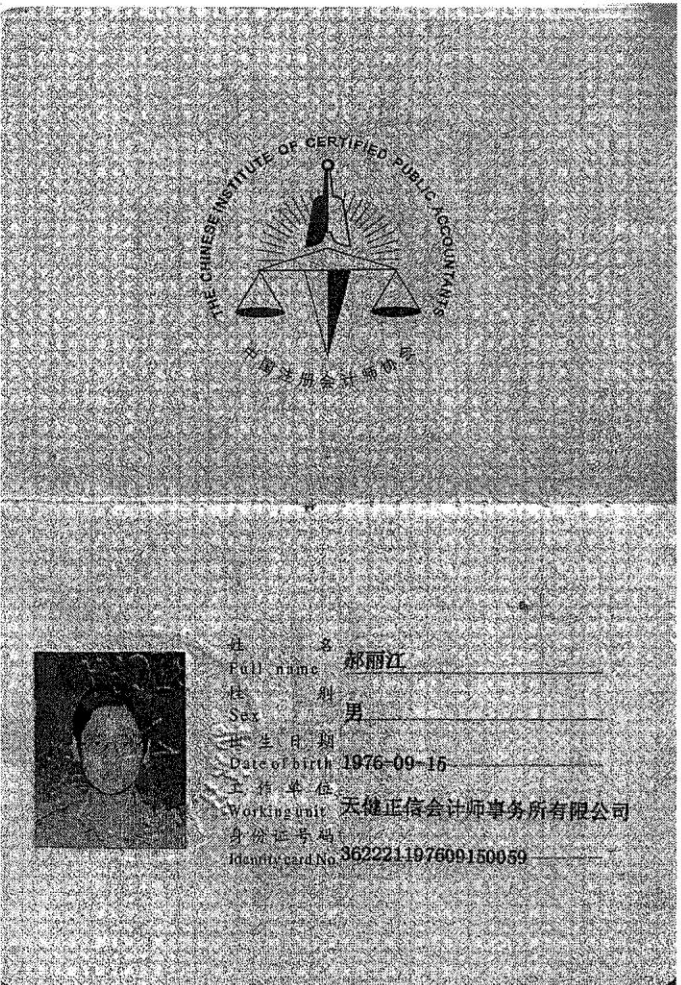 THE CHINESE INSTITUTE OF CERTIFIED PUBLIC ACCOUNTANTS
中国注册会计师协会
姓 名 郝丽江
Full name
性 别
Sex 男
出 生 日 期
Date of birth 1976-09-15
工 作 单 位
Working unit 天健正信会计师事务所有限公司
身 份 证 号 码
Identity card No. 362221197609150059